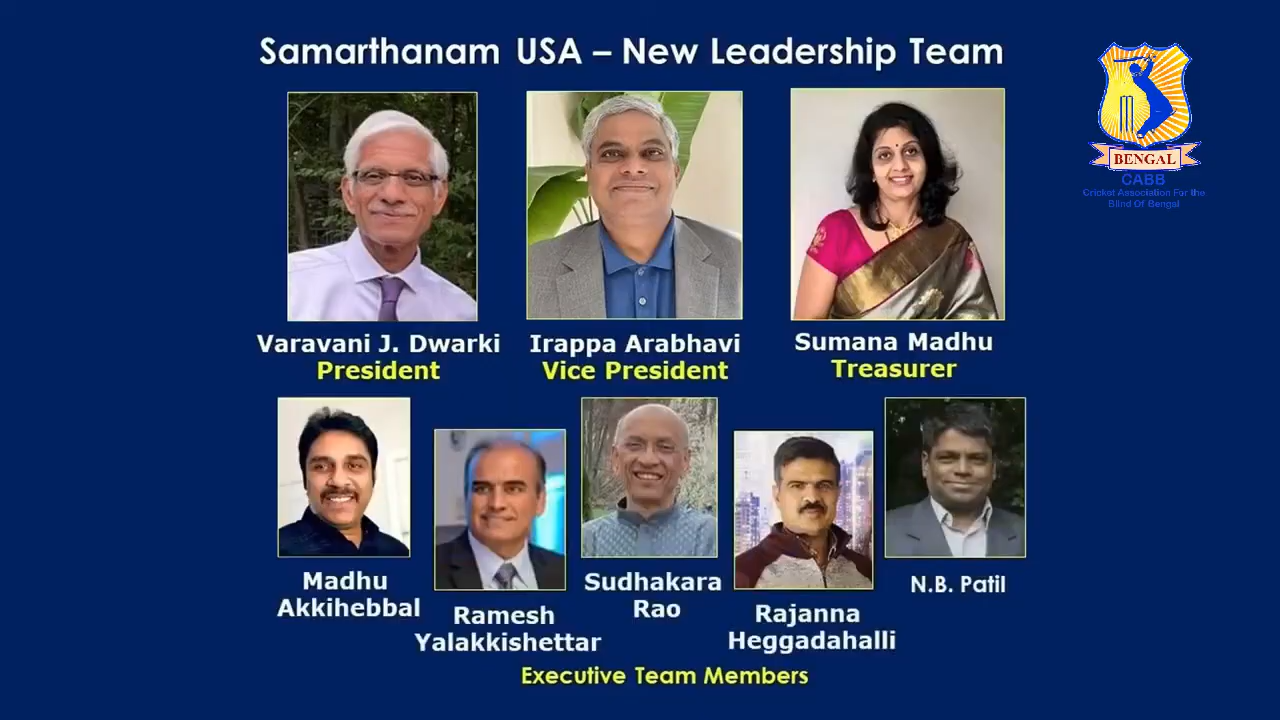 Samarthanam USA – New Leadership Team
BENGAL
CABB
Cricket Association For the
Blind Of Bengal
Varavani J. Dwarki
President
Irappa Arabhavi
Vice President
Sumana Madhu
Treasurer
Madhu
Akkihebbal
Ramesh
Yalakkishettar
Sudhakara
Rao
Rajanna
Heggadahalli
N.B. Patil
Executive Team Members